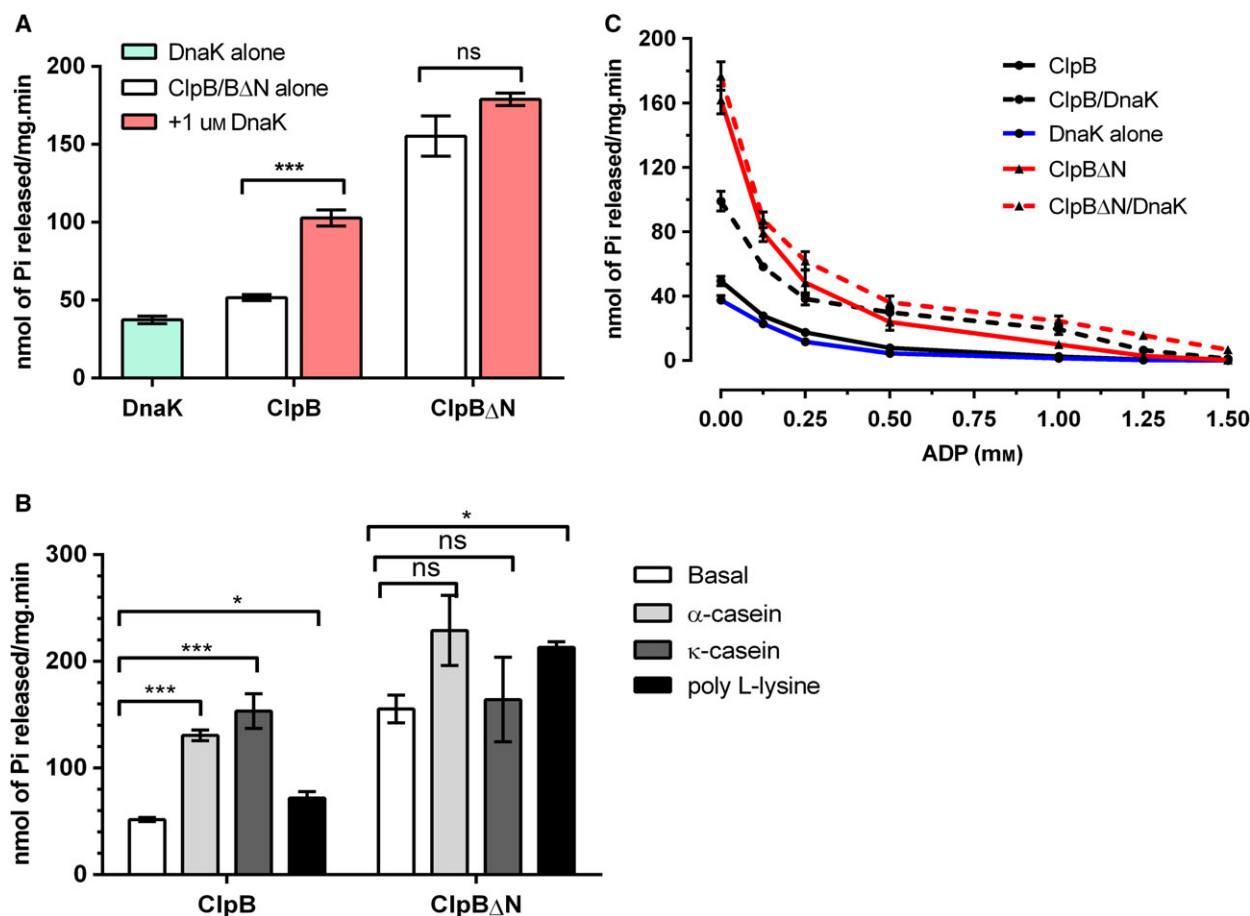 A
nmol of Pi released/mg.min
200
150
100
50
0
DnaK alone
ClpB/BΔN alone
+1 uM DnaK
***
ns
DnaK
ClpB
ClpBΔN
C
nmol of Pi released/mg.min
200
160
120
80
40
0
ClpB
ClpB/DnaK
DnaK alone
ClpBΔN
ClpBΔN/DnaK
0.00
0.25
0.50
0.75
1.00
1.25
1.50
ADP (mM)
B
nmol of Pi released/mg.min
300
200
100
0
*
***
***
*
ns
ns
ClpB
ClpBΔN
Basal
α-casein
κ-casein
poly L-lysine